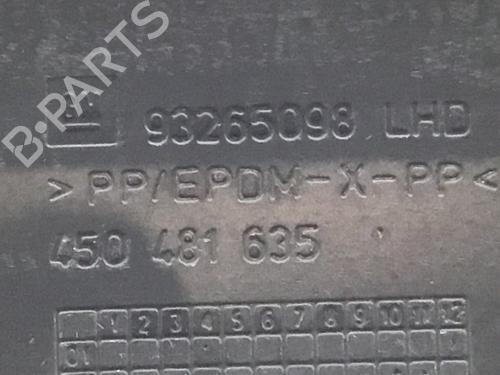 B-PARTS
93265098 LHD
>PP/EPDM-X-PP<
450 481 635
1 2 3 4 5 6 7 8 9 10 11 12
01